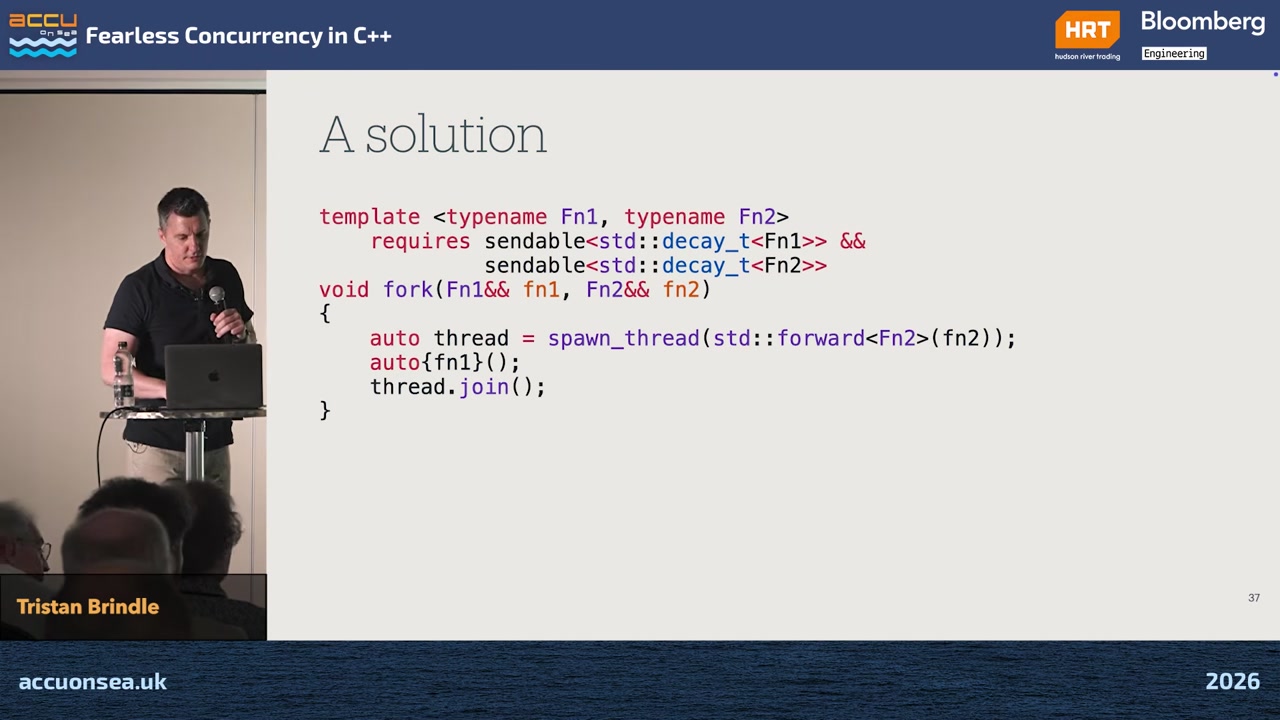 accu
on sea
Fearless Concurrency in C++
HRT
hudson river trading
Bloomberg
Engineering
A solution
template <typename Fn1, typename Fn2>
    requires sendable<std::decay_t<Fn1>> &&
             sendable<std::decay_t<Fn2>>
void fork(Fn1&& fn1, Fn2&& fn2)
{
    auto thread = spawn_thread(std::forward<Fn2>(fn2));
    auto{fn1}();
    thread.join();
}
37
Tristan Brindle
accuonsea.uk
2026